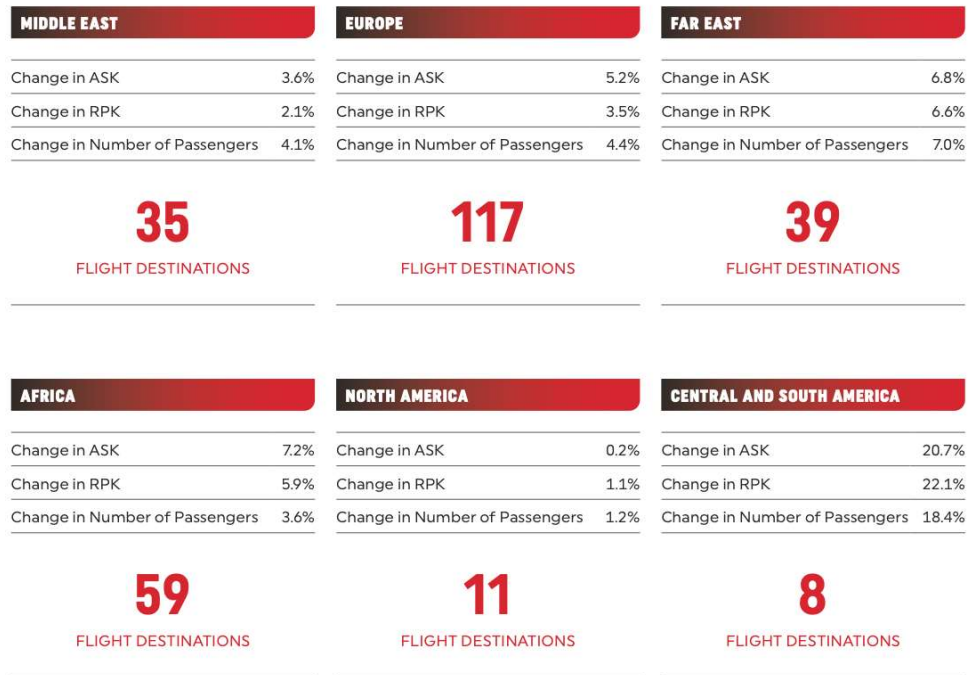 MIDDLE EAST
Change in ASK 3.6%
Change in RPK 2.1%
Change in Number of Passengers 4.1%
35
FLIGHT DESTINATIONS
EUROPE
Change in ASK 5.2%
Change in RPK 3.5%
Change in Number of Passengers 4.4%
117
FLIGHT DESTINATIONS
FAR EAST
Change in ASK 6.8%
Change in RPK 6.6%
Change in Number of Passengers 7.0%
39
FLIGHT DESTINATIONS
AFRICA
Change in ASK 7.2%
Change in RPK 5.9%
Change in Number of Passengers 3.6%
59
FLIGHT DESTINATIONS
NORTH AMERICA
Change in ASK 0.2%
Change in RPK 1.1%
Change in Number of Passengers 1.2%
11
FLIGHT DESTINATIONS
CENTRAL AND SOUTH AMERICA
Change in ASK 20.7%
Change in RPK 22.1%
Change in Number of Passengers 18.4%
8
FLIGHT DESTINATIONS